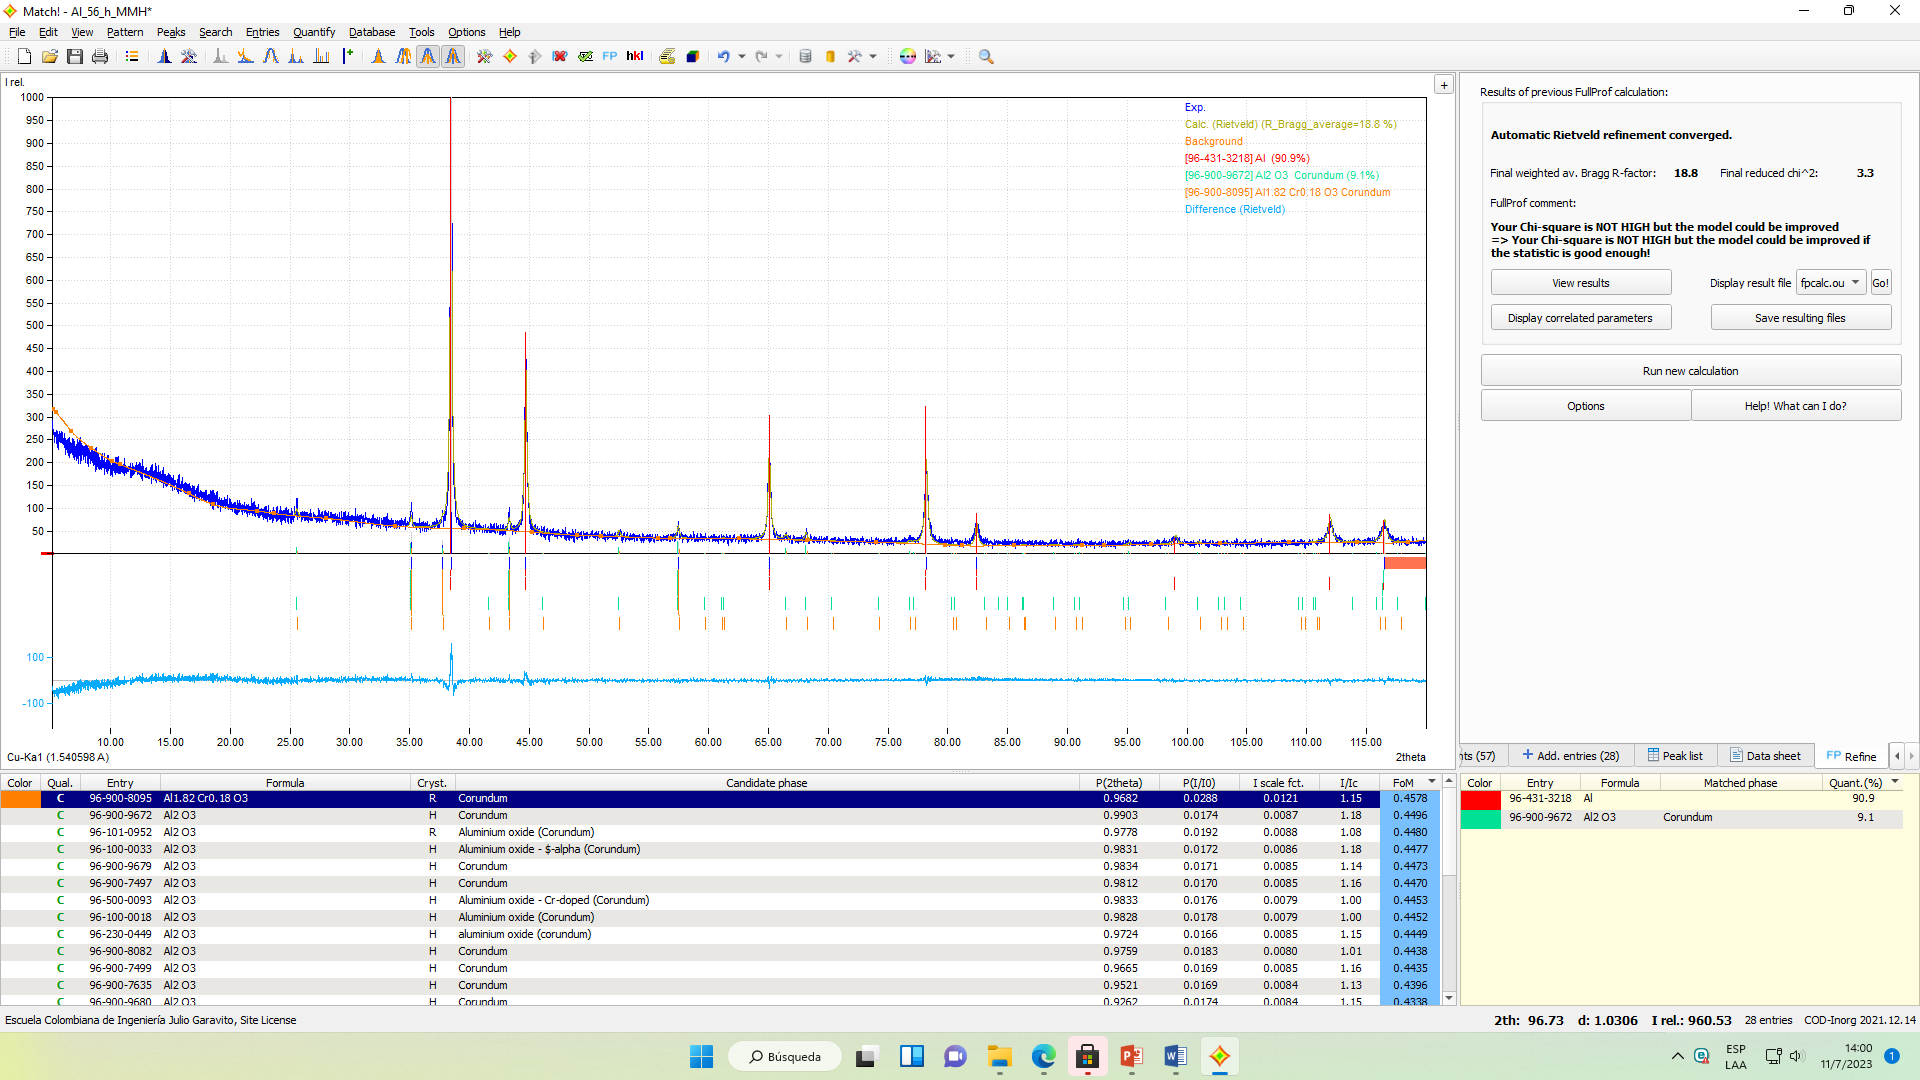 Match! - Al_56_h_MMH*
File Edit View Pattern Peaks Search Entries Quantify Database Tools Options Help
FP hkl
I rel.
1000
950
900
850
800
750
700
650
600
550
500
450
400
350
300
250
200
150
100
50
100
-100
Exp.
Calc. (Rietveld) (R_Bragg_average=18.8 %)
Background
[96-431-3218] Al (90.9%)
[96-900-9672] Al2 O3 Corundum (9.1%)
[96-900-8095] Al1.82 Cr0.18 O3 Corundum
Difference (Rietveld)
10.00 15.00 20.00 25.00 30.00 35.00 40.00 45.00 50.00 55.00 60.00 65.00 70.00 75.00 80.00 85.00 90.00 95.00 100.00 105.00 110.00 115.00
Cu-Ka1 (1.540598 A)
2theta
Results of previous FullProf calculation:
Automatic Rietveld refinement converged.
Final weighted av. Bragg R-factor: 18.8 Final reduced chi^2: 3.3
FullProf comment:
Your Chi-square is NOT HIGH but the model could be improved
=> Your Chi-square is NOT HIGH but the model could be improved if
the statistic is good enough!
View results Display result file fpcalc.ou Go!
Display correlated parameters Save resulting files
Run new calculation
Options Help! What can I do?
nts (57) Add. entries (28) Peak list Data sheet FP Refine
Color Qual. Entry Formula Cryst. Candidate phase P(2theta) P(I/I0) I scale fct. I/Ic FoM
C 96-900-8095 Al1.82 Cr0.18 O3 R Corundum 0.9682 0.0288 0.0121 1.15 0.4578
C 96-900-9672 Al2 O3 H Corundum 0.9903 0.0174 0.0087 1.18 0.4496
C 96-101-0952 Al2 O3 R Aluminium oxide (Corundum) 0.9778 0.0192 0.0088 1.08 0.4480
C 96-100-0033 Al2 O3 H Aluminium oxide - $-alpha (Corundum) 0.9831 0.0172 0.0086 1.18 0.4477
C 96-900-9679 Al2 O3 H Corundum 0.9834 0.0171 0.0085 1.14 0.4473
C 96-900-7497 Al2 O3 H Corundum 0.9812 0.0170 0.0085 1.16 0.4470
C 96-500-0093 Al2 O3 H Aluminium oxide - Cr-doped (Corundum) 0.9833 0.0176 0.0079 1.00 0.4453
C 96-100-0018 Al2 O3 H Aluminium oxide (Corundum) 0.9828 0.0178 0.0079 1.00 0.4452
C 96-230-0449 Al2 O3 H aluminium oxide (corundum) 0.9724 0.0166 0.0085 1.15 0.4449
C 96-900-8082 Al2 O3 H Corundum 0.9759 0.0183 0.0080 1.01 0.4438
C 96-900-7499 Al2 O3 H Corundum 0.9665 0.0169 0.0085 1.16 0.4435
C 96-900-7635 Al2 O3 H Corundum 0.9521 0.0169 0.0084 1.13 0.4396
C 96-900-9680 Al2 O3 H Corundum 0.9262 0.0174 0.0084 1.15 0.4338
Color Entry Formula Matched phase Quant.(%)
96-431-3218 Al 90.9
96-900-9672 Al2 O3 Corundum 9.1
Escuela Colombiana de Ingeniería Julio Garavito, Site License
2th: 96.73 d: 1.0306 I rel.: 960.53 28 entries COD-Inorg 2021.12.14
Búsqueda
ESP
LAA
14:00
11/7/2023
1